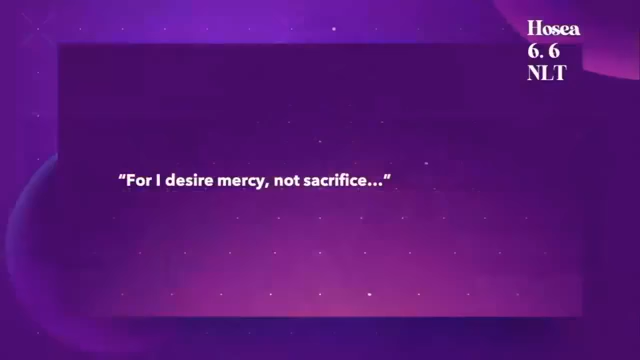 Hosea
6. 6
NLT
“For I desire mercy, not sacrifice...”